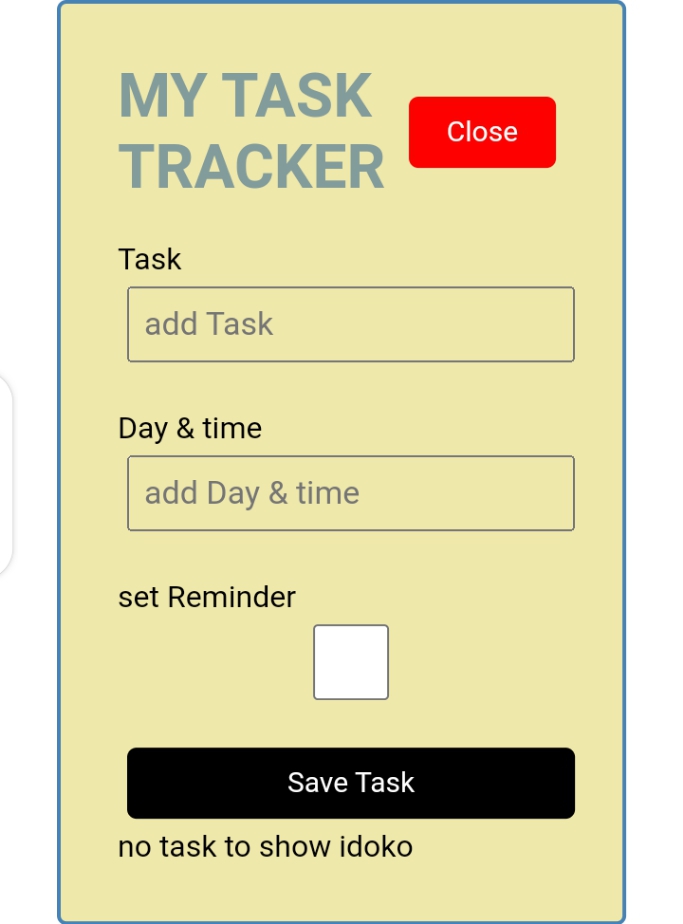 MY TASK
TRACKER
Close
Task
add Task
Day & time
add Day & time
set Reminder
Save Task
no task to show idoko